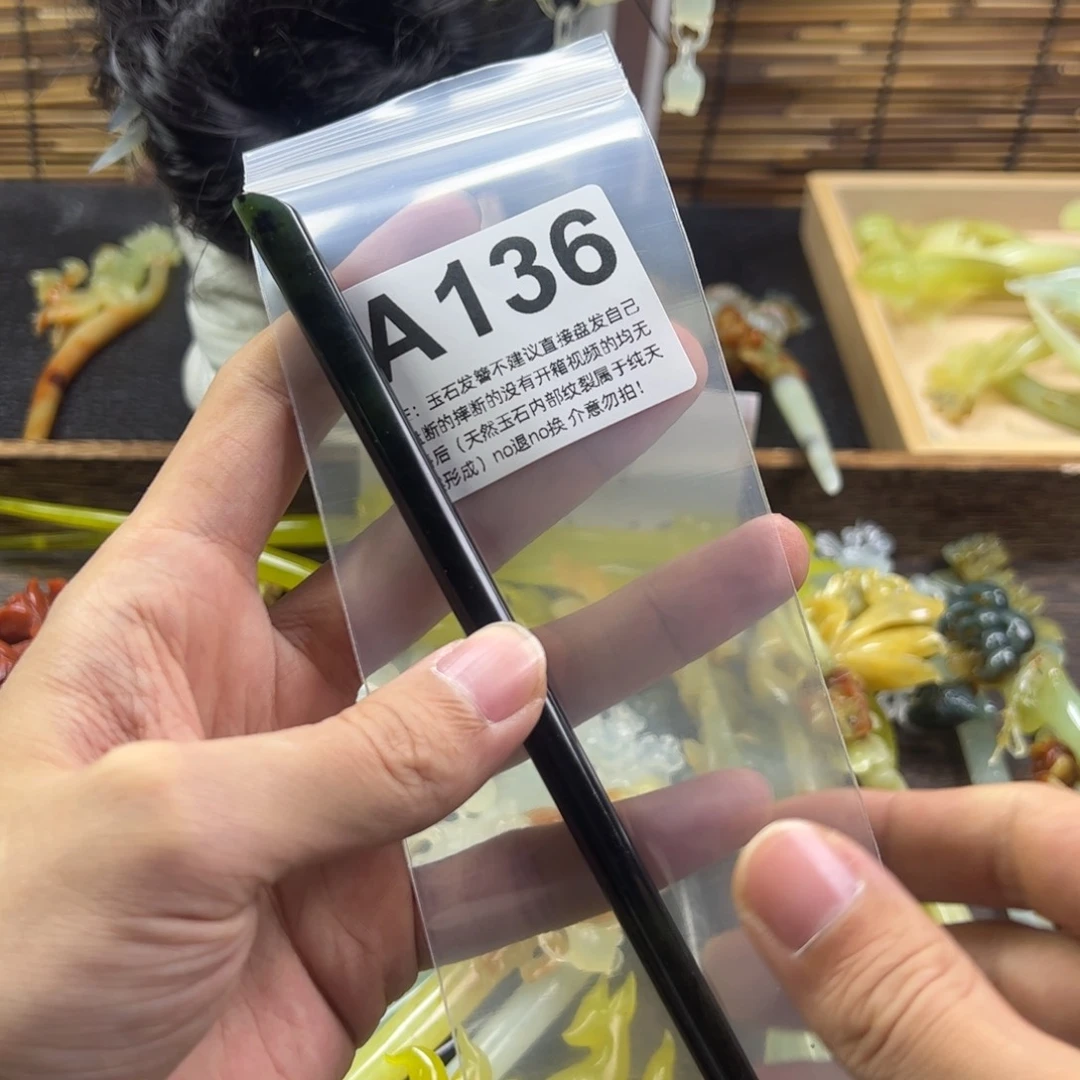 A136
：玉石发簪不建议直接盘发自己
断的摔断的没有开箱视频的均无
后（天然玉石内部纹裂属于纯天
形成）no退no换 介意勿拍！